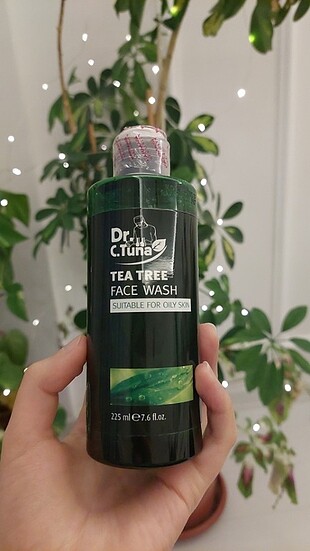 Dr.
C.Tuna
TEA TREE
FACE WASH
SUITABLE FOR OILY SKIN
225 ml ℮ 7.6 fl.oz.